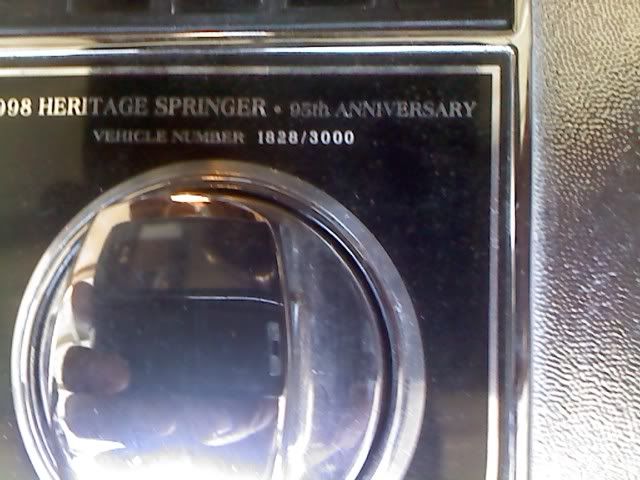 998 HERITAGE SPRINGER • 95th ANNIVERSARY
VEHICLE NUMBER 1828/3000